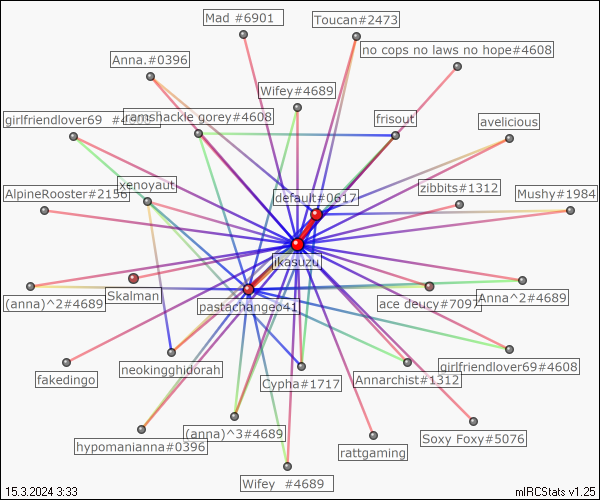 Mad #6901
Toucan#2473
no cops no laws no hope#4608
Anna.#0396
Wifey#4689
girlfriendlover69 #4608
ramshackle gorey#4608
frisout
avelicious
xenoyaut
default#0617
zibbits#1312
AlpineRooster#2156
Mushy#1984
ikasuzu
Skalman
(anna)^2#4689
pastachange041
ace deucy#7097
Anna^2#4689
fakedingo
neokingghidorah
Cypha#1717
Annarchist#1312
girlfriendlover69#4608
hypomanianna#0396
(anna)^3#4689
rattgaming
Soxy Foxy#5076
Wifey #4689
15.3.2024 3:33
mIRCStats v1.25